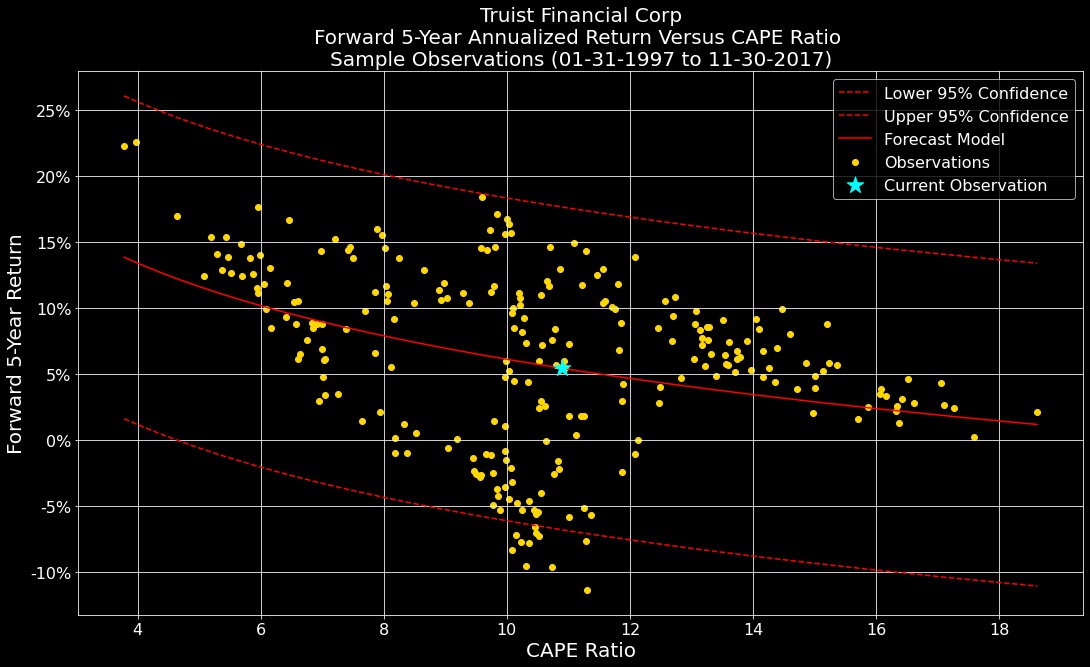 Truist Financial Corp
Forward 5-Year Annualized Return Versus CAPE Ratio
Sample Observations (01-31-1997 to 11-30-2017)
Lower 95% Confidence
Upper 95% Confidence
Forecast Model
Observations
Current Observation
Forward 5-Year Return
25%
20%
15%
10%
5%
0%
-5%
-10%
4 6 8 10 12 14 16 18
CAPE Ratio